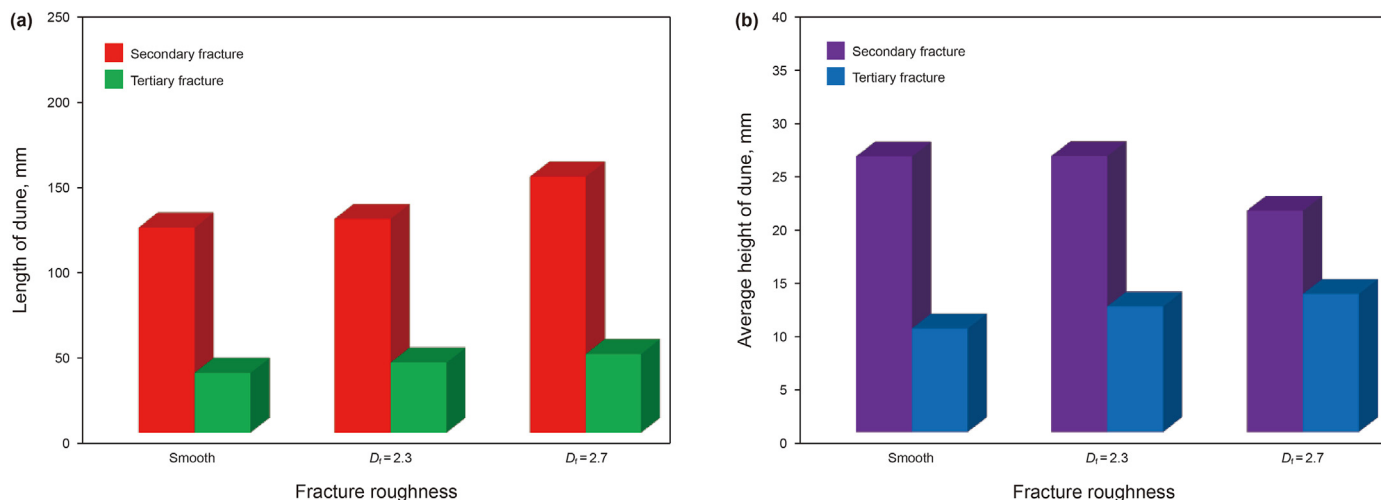 (a)
250
200
150
100
50
0
Length of dune, mm
Secondary fracture
Tertiary fracture
Smooth
Df = 2.3
Df = 2.7
Fracture roughness
(b)
40
35
30
25
20
15
10
5
0
Average height of dune, mm
Secondary fracture
Tertiary fracture
Smooth
Df = 2.3
Df = 2.7
Fracture roughness